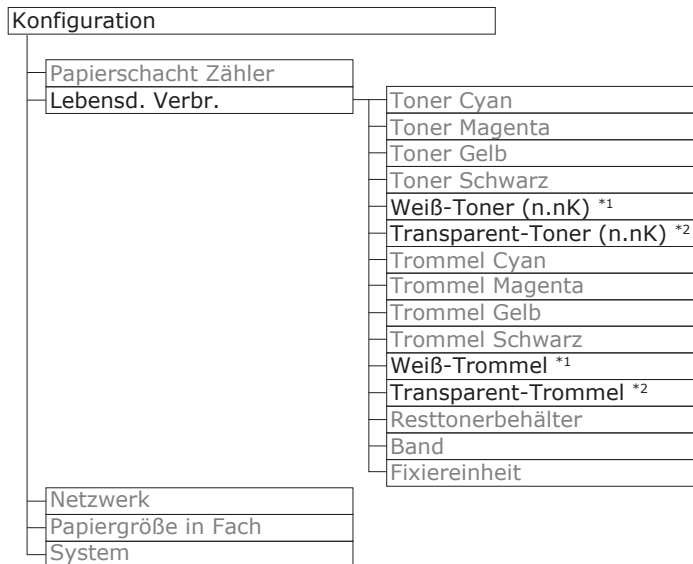 Konfiguration
Papierschacht Zähler
Lebensd. Verbr.
Toner Cyan
Toner Magenta
Toner Gelb
Toner Schwarz
Weiß-Toner (n.nK) *1
Transparent-Toner (n.nK) *2
Trommel Cyan
Trommel Magenta
Trommel Gelb
Trommel Schwarz
Weiß-Trommel *1
Transparent-Trommel *2
Resttonerbehälter
Band
Fixiereinheit
Netzwerk
Papiergröße in Fach
System